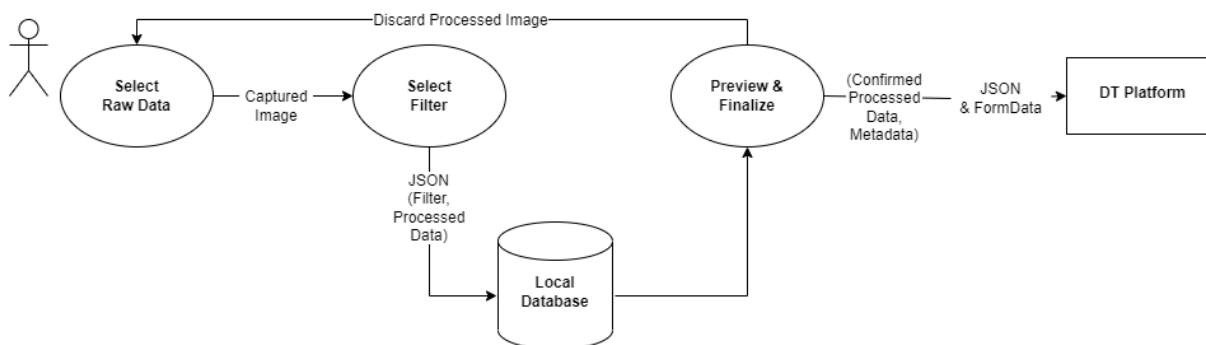 Discard Processed Image
Select
Raw Data
Captured
Image
Select
Filter
Preview &
Finalize
(Confirmed
Processed
Data,
Metadata)
JSON
& FormData
DT Platform
JSON
(Filter,
Processed
Data)
Local
Database